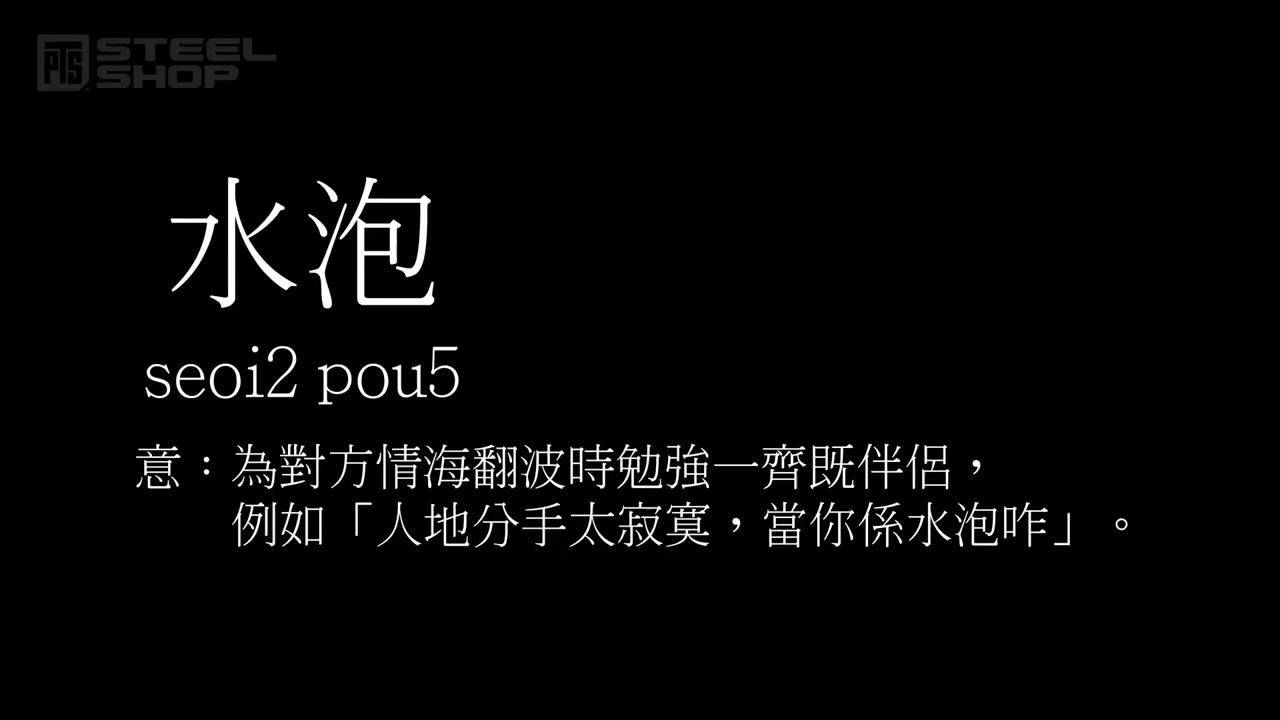 PTS STEEL
SHOP
水泡
seoi2 pou5
意：為對方情海翻波時勉強一齊既伴侶，
例如「人地分手太寂寞，當你係水泡咋」。